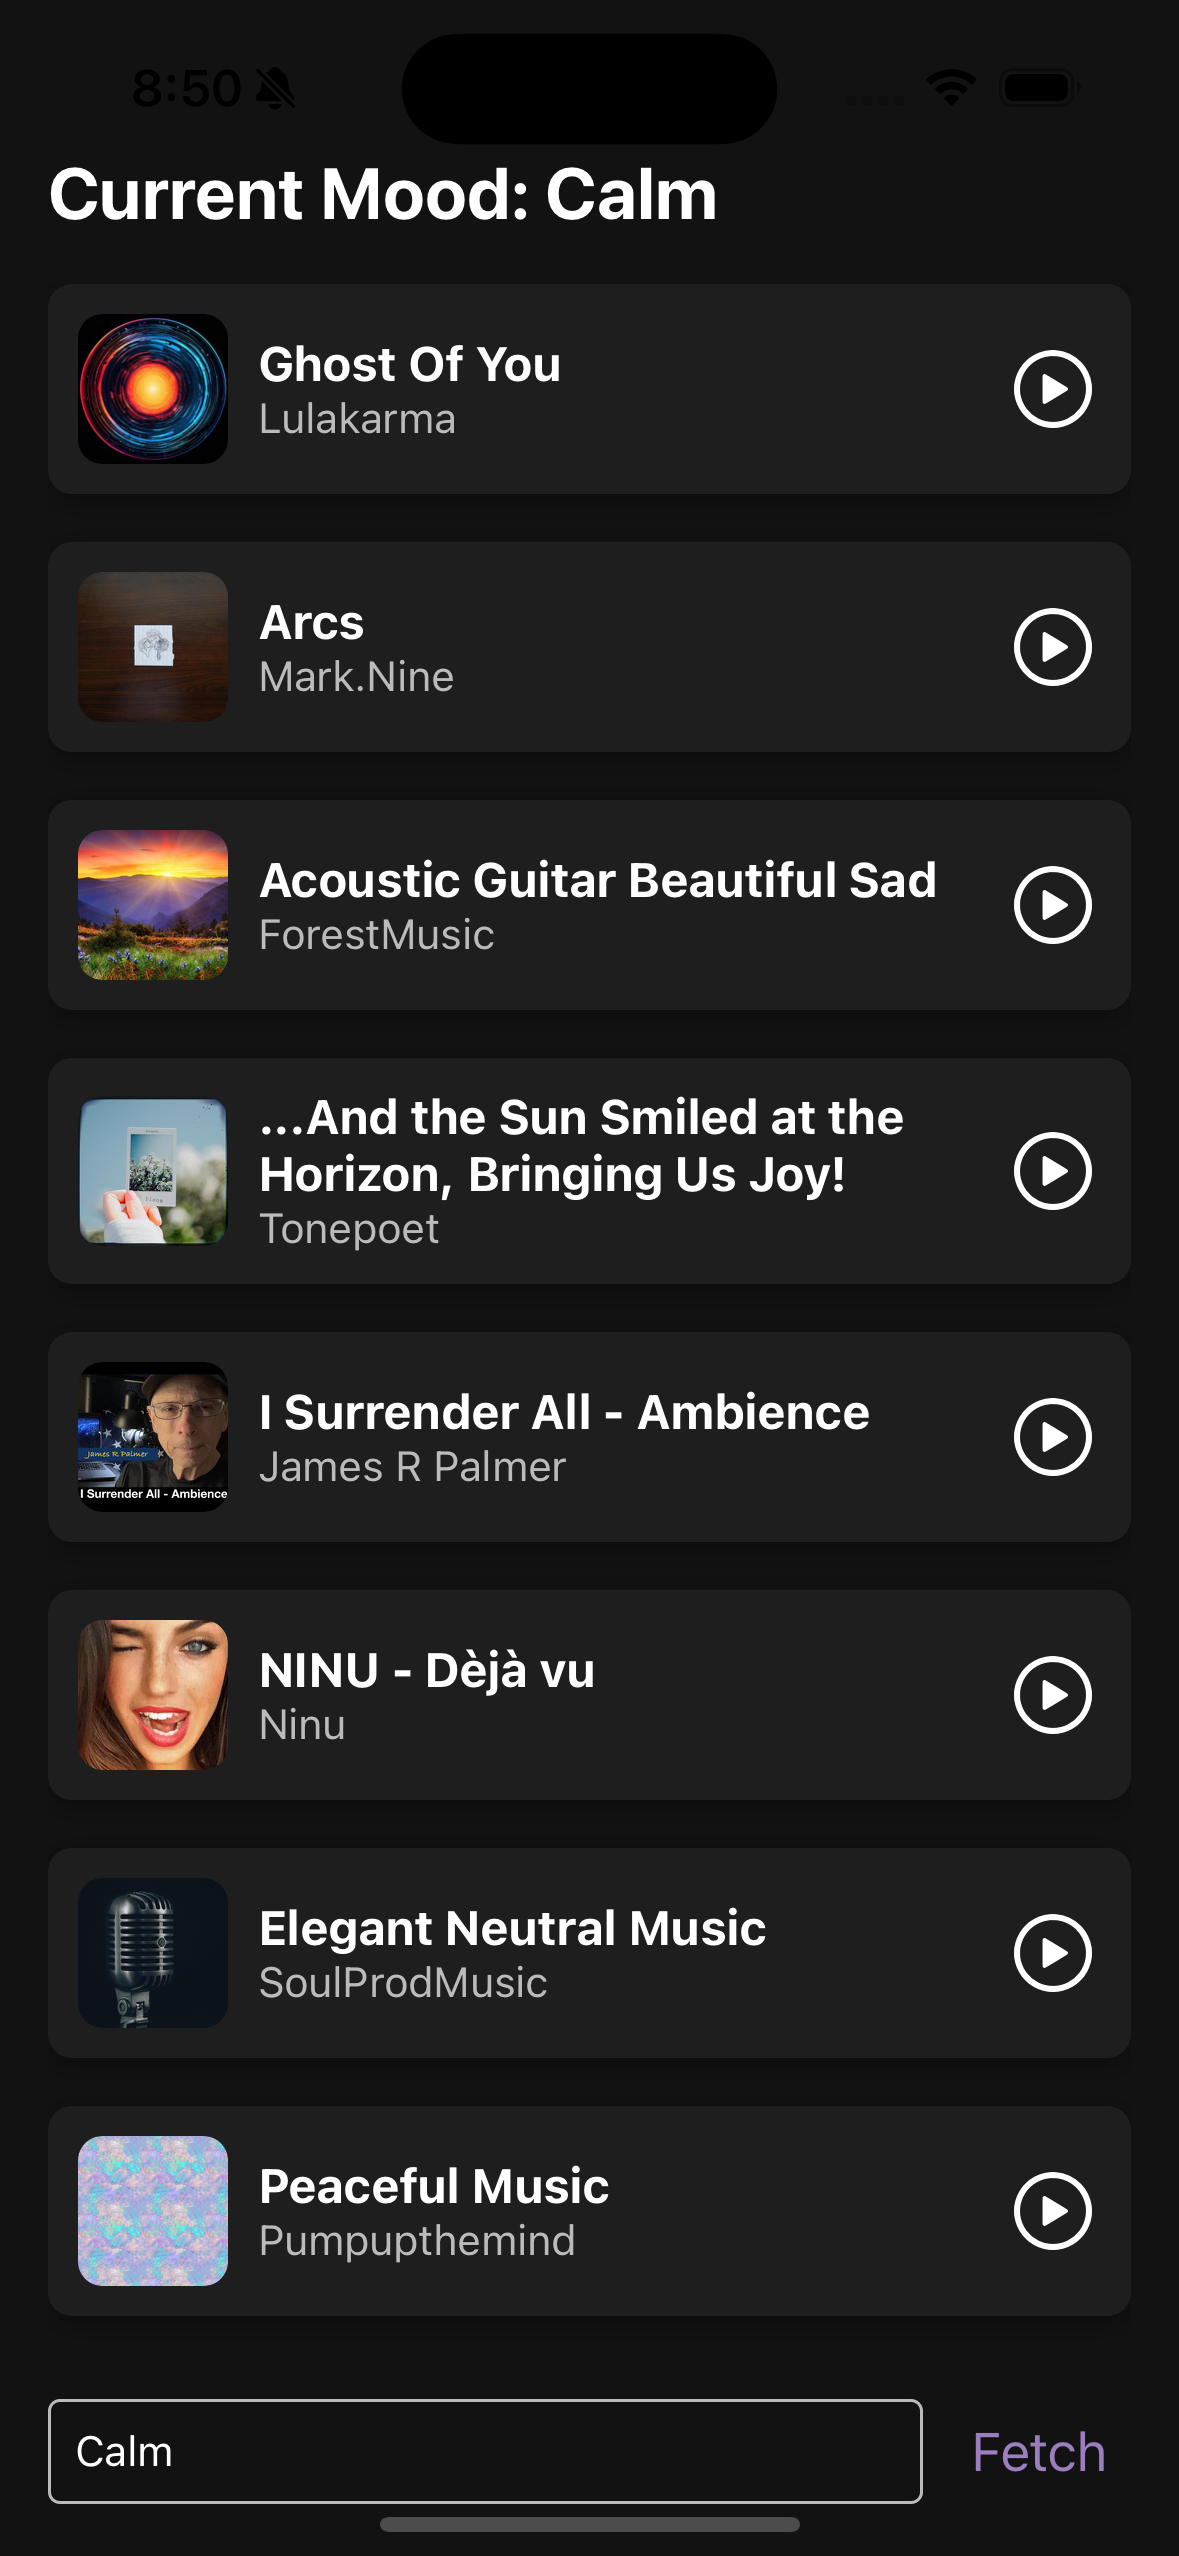 8:50
Current Mood: Calm
Ghost Of You
Lulakarma
Arcs
Mark.Nine
Acoustic Guitar Beautiful Sad
ForestMusic
...And the Sun Smiled at the
Horizon, Bringing Us Joy!
Tonepoet
James R Palmer
I Surrender All - Ambience
I Surrender All - Ambience
James R Palmer
NINU - Dèjà vu
Ninu
Elegant Neutral Music
SoulProdMusic
Peaceful Music
Pumpupthemind
Calm
Fetch